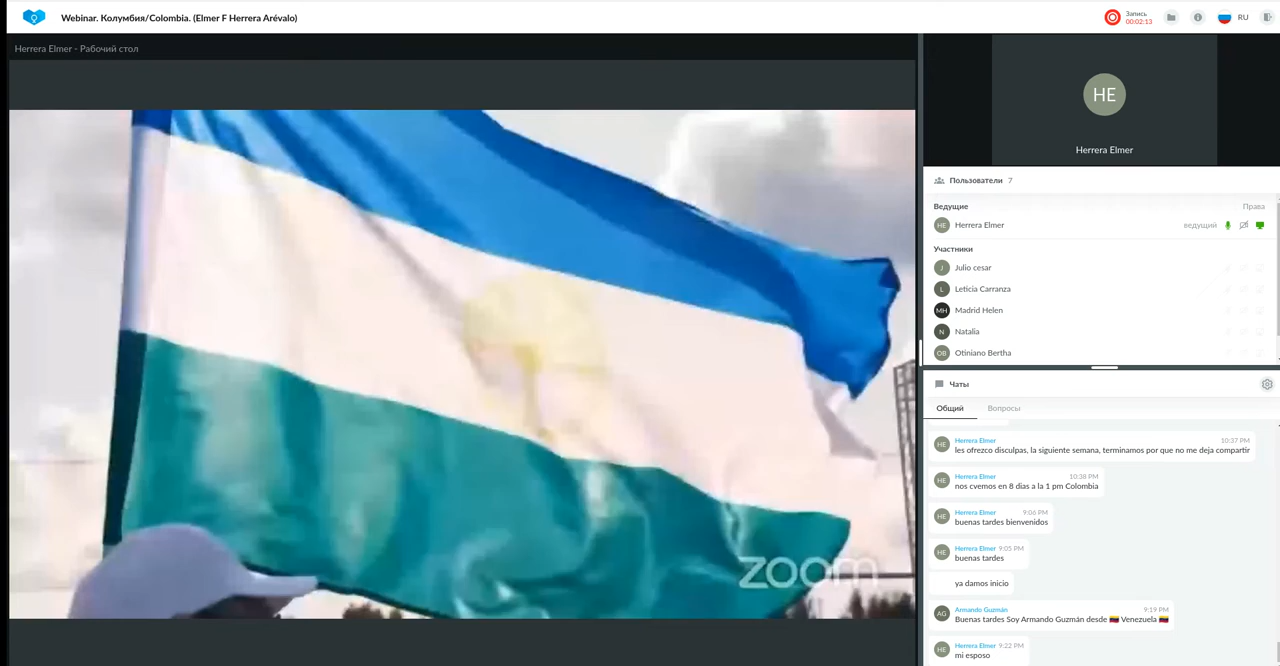 Webinar. Колумбия/Colombia. (Elmer F Herrera Arévalo)
Запись
00:02:13
RU
Herrera Elmer - Рабочий стол
zoom
HE
Herrera Elmer
Пользователи 7
Ведущие Права
HE Herrera Elmer ведущий
Участники
J Julio cesar
L Leticia Carranza
MH Madrid Helen
N Natalia
OB Otiniano Bertha
Чаты
Общий Вопросы
Herrera Elmer 10:37 PM
HE les ofrezco disculpas, la siguiente semana, terminamos por que no me deja compartir
Herrera Elmer 10:38 PM
HE nos cvemos en 8 dias a la 1 pm Colombia
Herrera Elmer 9:06 PM
HE buenas tardes bienvenidos
Herrera Elmer 9:05 PM
HE buenas tardes
ya damos inicio
Armando Guzmán 9:19 PM
AG Buenas tardes Soy Armando Guzmán desde 🇻🇪 Venezuela 🇻🇪
Herrera Elmer 9:22 PM
HE mi esposo